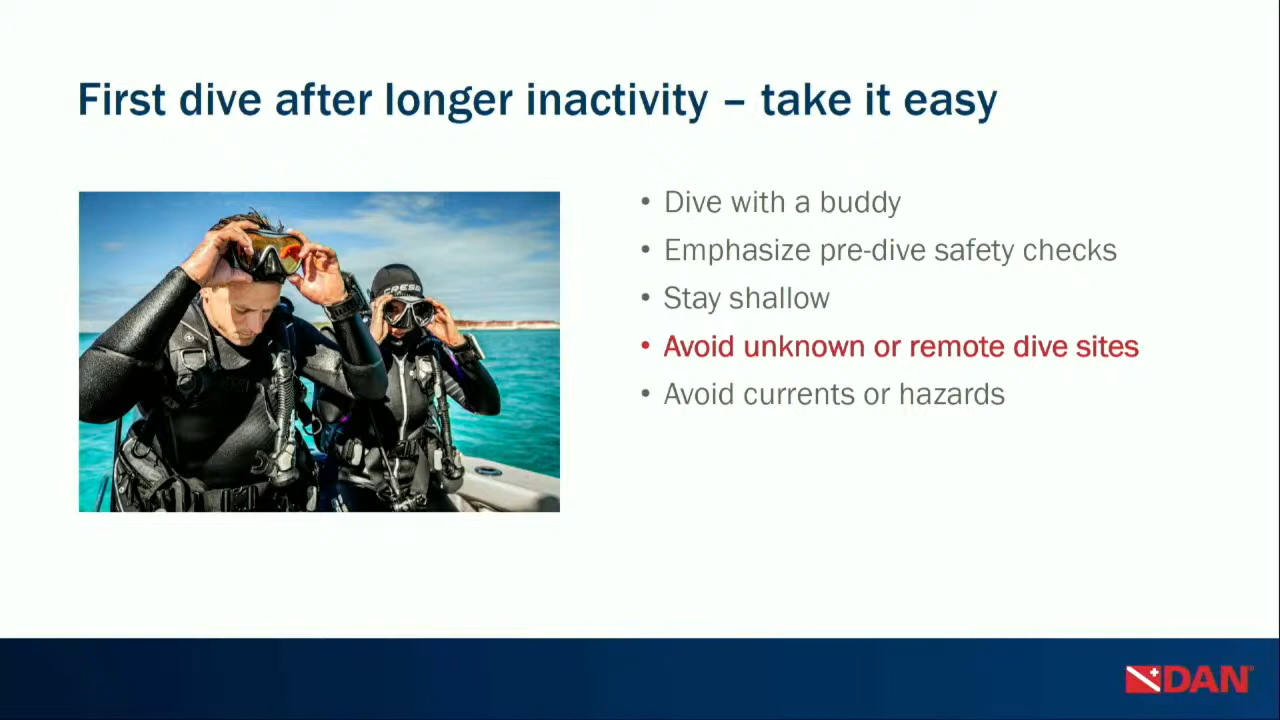 First dive after longer inactivity – take it easy
• Dive with a buddy
• Emphasize pre-dive safety checks
• Stay shallow
• Avoid unknown or remote dive sites
• Avoid currents or hazards
CRESS
DAN®